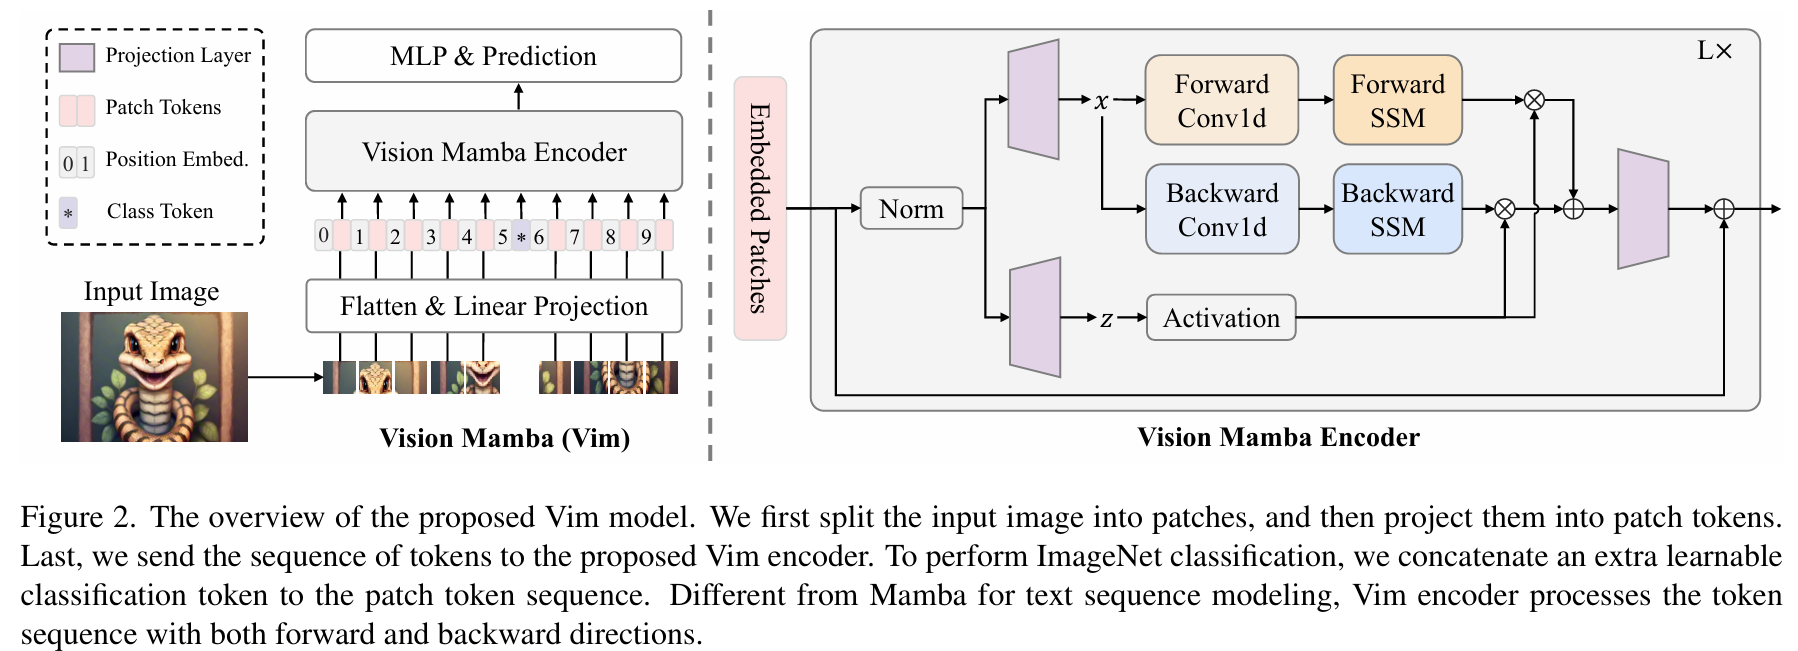 Projection Layer
Patch Tokens
0 1 Position Embed.
* Class Token
Input Image
MLP & Prediction
Vision Mamba Encoder
0 1 2 3 4 5 * 6 7 8 9
Flatten & Linear Projection
Vision Mamba (Vim)
Embedded Patches
L×
Norm
x
Forward
Conv1d
Forward
SSM
Backward
Conv1d
Backward
SSM
z
Activation
Vision Mamba Encoder
Figure 2. The overview of the proposed Vim model. We first split the input image into patches, and then project them into patch tokens.
Last, we send the sequence of tokens to the proposed Vim encoder. To perform ImageNet classification, we concatenate an extra learnable
classification token to the patch token sequence. Different from Mamba for text sequence modeling, Vim encoder processes the token
sequence with both forward and backward directions.